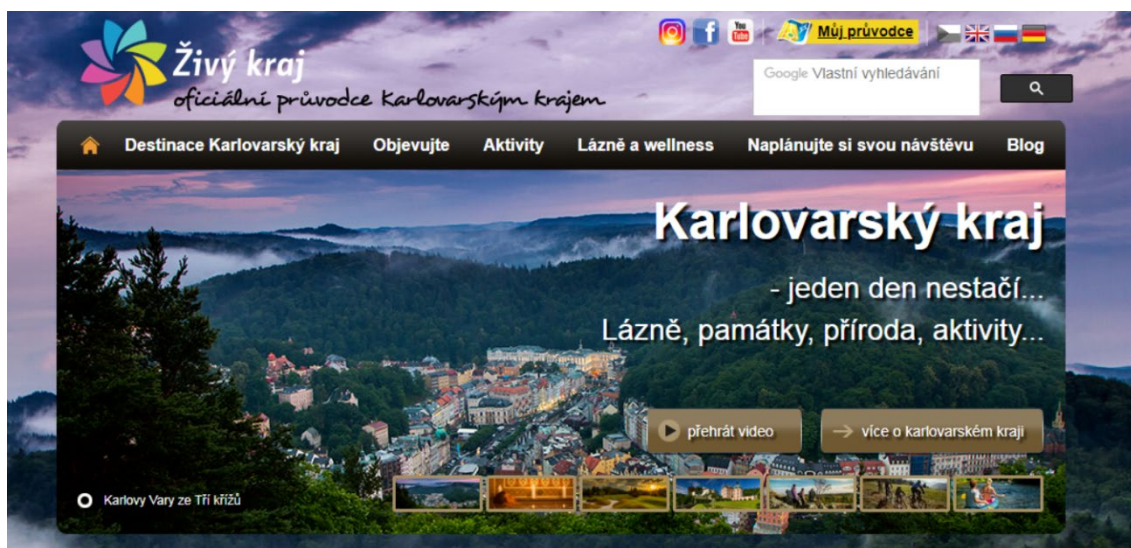 Živý kraj
oficiální průvodce Karlovarským krajem
You
Tube
Můj průvodce
Google Vlastní vyhledávání
Destinace Karlovarský kraj Objevujte Aktivity Lázně a wellness Naplánujte si svou návštěvu Blog
Karlovarský kraj
- jeden den nestačí...
Lázně, památky, příroda, aktivity...
přehrát video
více o karlovarském kraji
Karlovy Vary ze Tří křížů